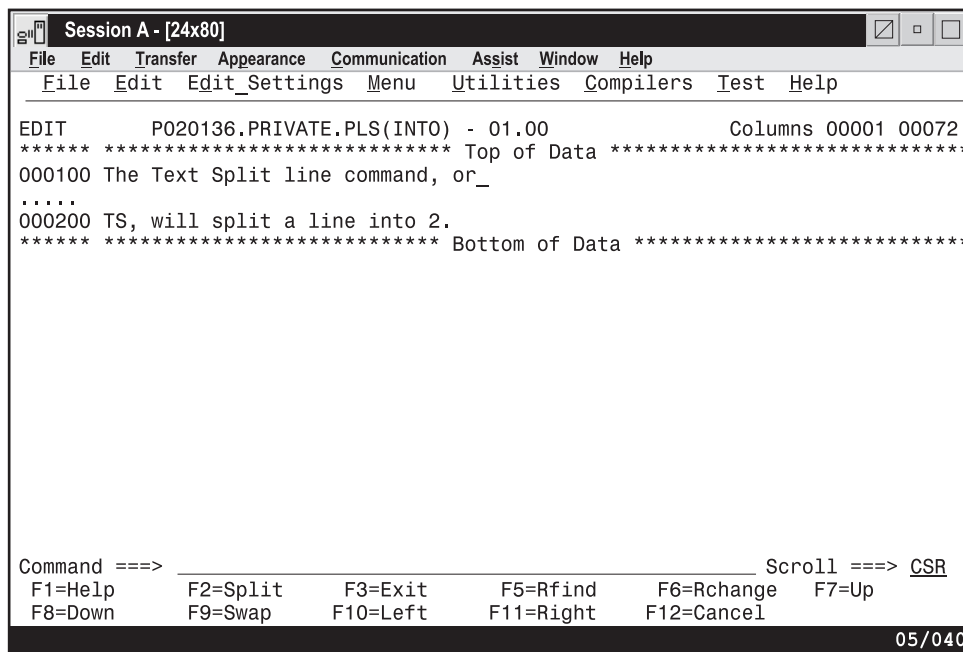 Session A - [24x80]
File Edit Transfer Appearance Communication Assist Window Help
File Edit Edit_Settings Menu Utilities Compilers Test Help
EDIT PO20136.PRIVATE.PLS(INTO) - 01.00 Columns 00001 00072
****** ***************************** Top of Data ******************************
000100 The Text Split line command, or_
.....
000200 TS, will split a line into 2.
****** **************************** Bottom of Data ****************************
Command ===> Scroll ===> CSR
F1=Help F2=Split F3=Exit F5=Rfind F6=Rchange F7=Up
F8=Down F9=Swap F10=Left F11=Right F12=Cancel
05/040